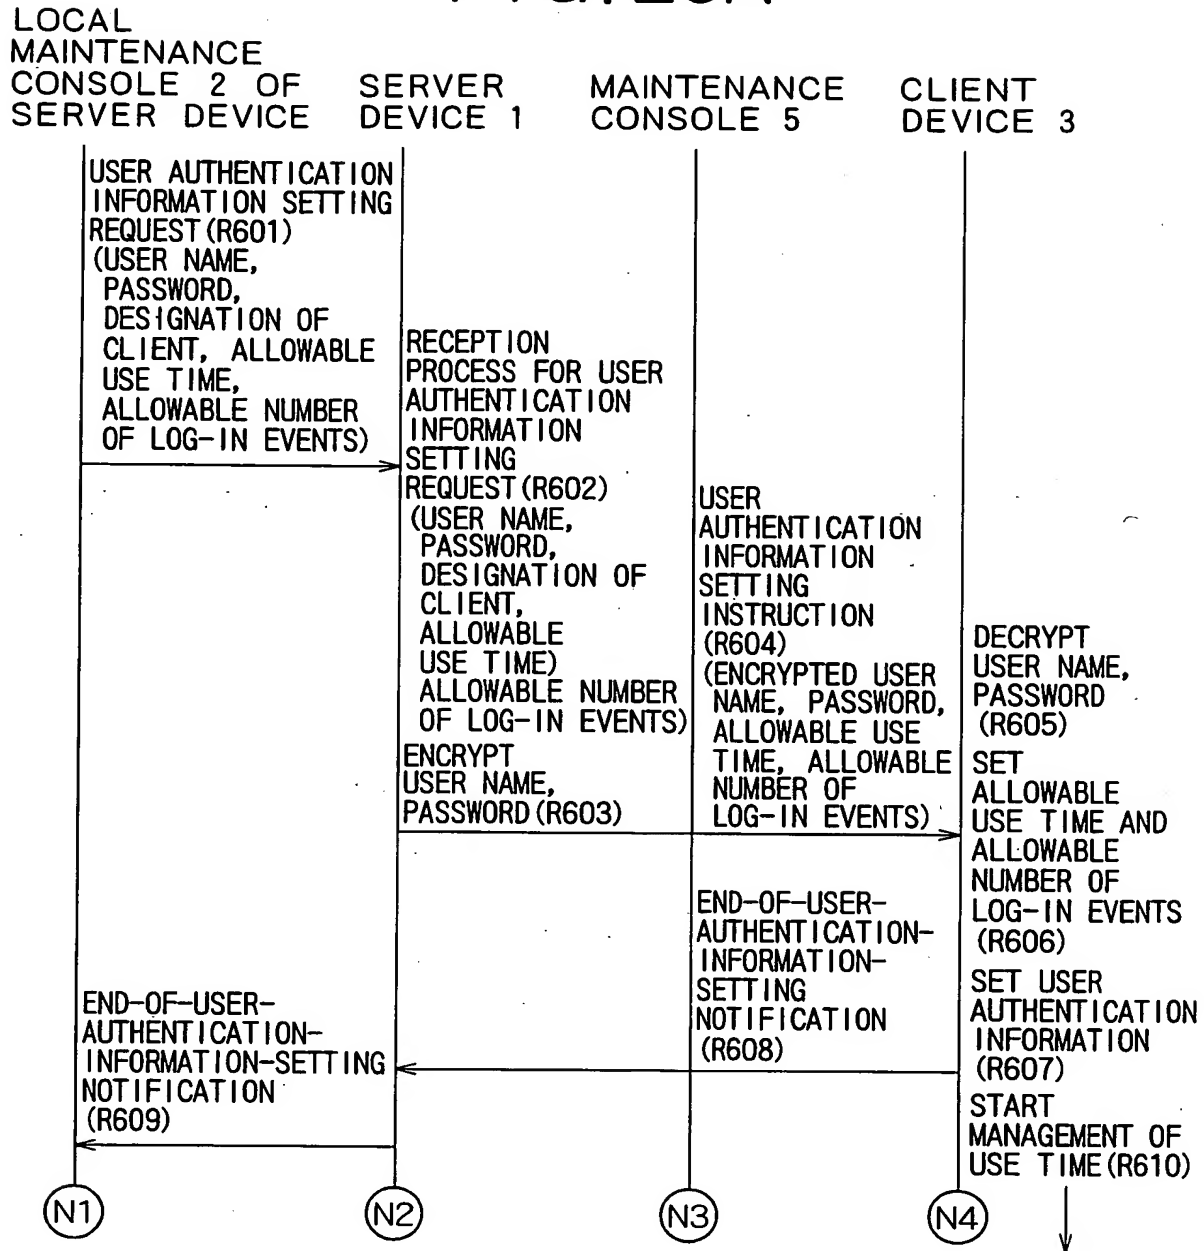 LOCAL
MAINTENANCE
CONSOLE 2 OF
SERVER DEVICE
SERVER
DEVICE 1
MAINTENANCE
CONSOLE 5
CLIENT
DEVICE 3
USER AUTHENTICATION
INFORMATION SETTING
REQUEST(R601)
(USER NAME,
PASSWORD,
DESIGNATION OF
CLIENT, ALLOWABLE
USE TIME,
ALLOWABLE NUMBER
OF LOG-IN EVENTS)
RECEPTION
PROCESS FOR USER
AUTHENTICATION
INFORMATION
SETTING
REQUEST(R602)
(USER NAME,
PASSWORD,
DESIGNATION OF
CLIENT,
ALLOWABLE
USE TIME)
ALLOWABLE NUMBER
OF LOG-IN EVENTS)
ENCRYPT
USER NAME,
PASSWORD(R603)
USER
AUTHENTICATION
INFORMATION
SETTING
INSTRUCTION
(R604)
(ENCRYPTED USER
NAME, PASSWORD,
ALLOWABLE USE
TIME, ALLOWABLE
NUMBER OF
LOG-IN EVENTS)
DECRYPT
USER NAME,
PASSWORD
(R605)
SET
ALLOWABLE
USE TIME AND
ALLOWABLE
NUMBER OF
LOG-IN EVENTS
(R606)
SET USER
AUTHENTICATION
INFORMATION
(R607)
END-OF-USER-
AUTHENTICATION-
INFORMATION-
SETTING
NOTIFICATION
(R608)
END-OF-USER-
AUTHENTICATION-
INFORMATION-SETTING
NOTIFICATION
(R609)
START
MANAGEMENT OF
USE TIME(R610)
N1
N2
N3
N4